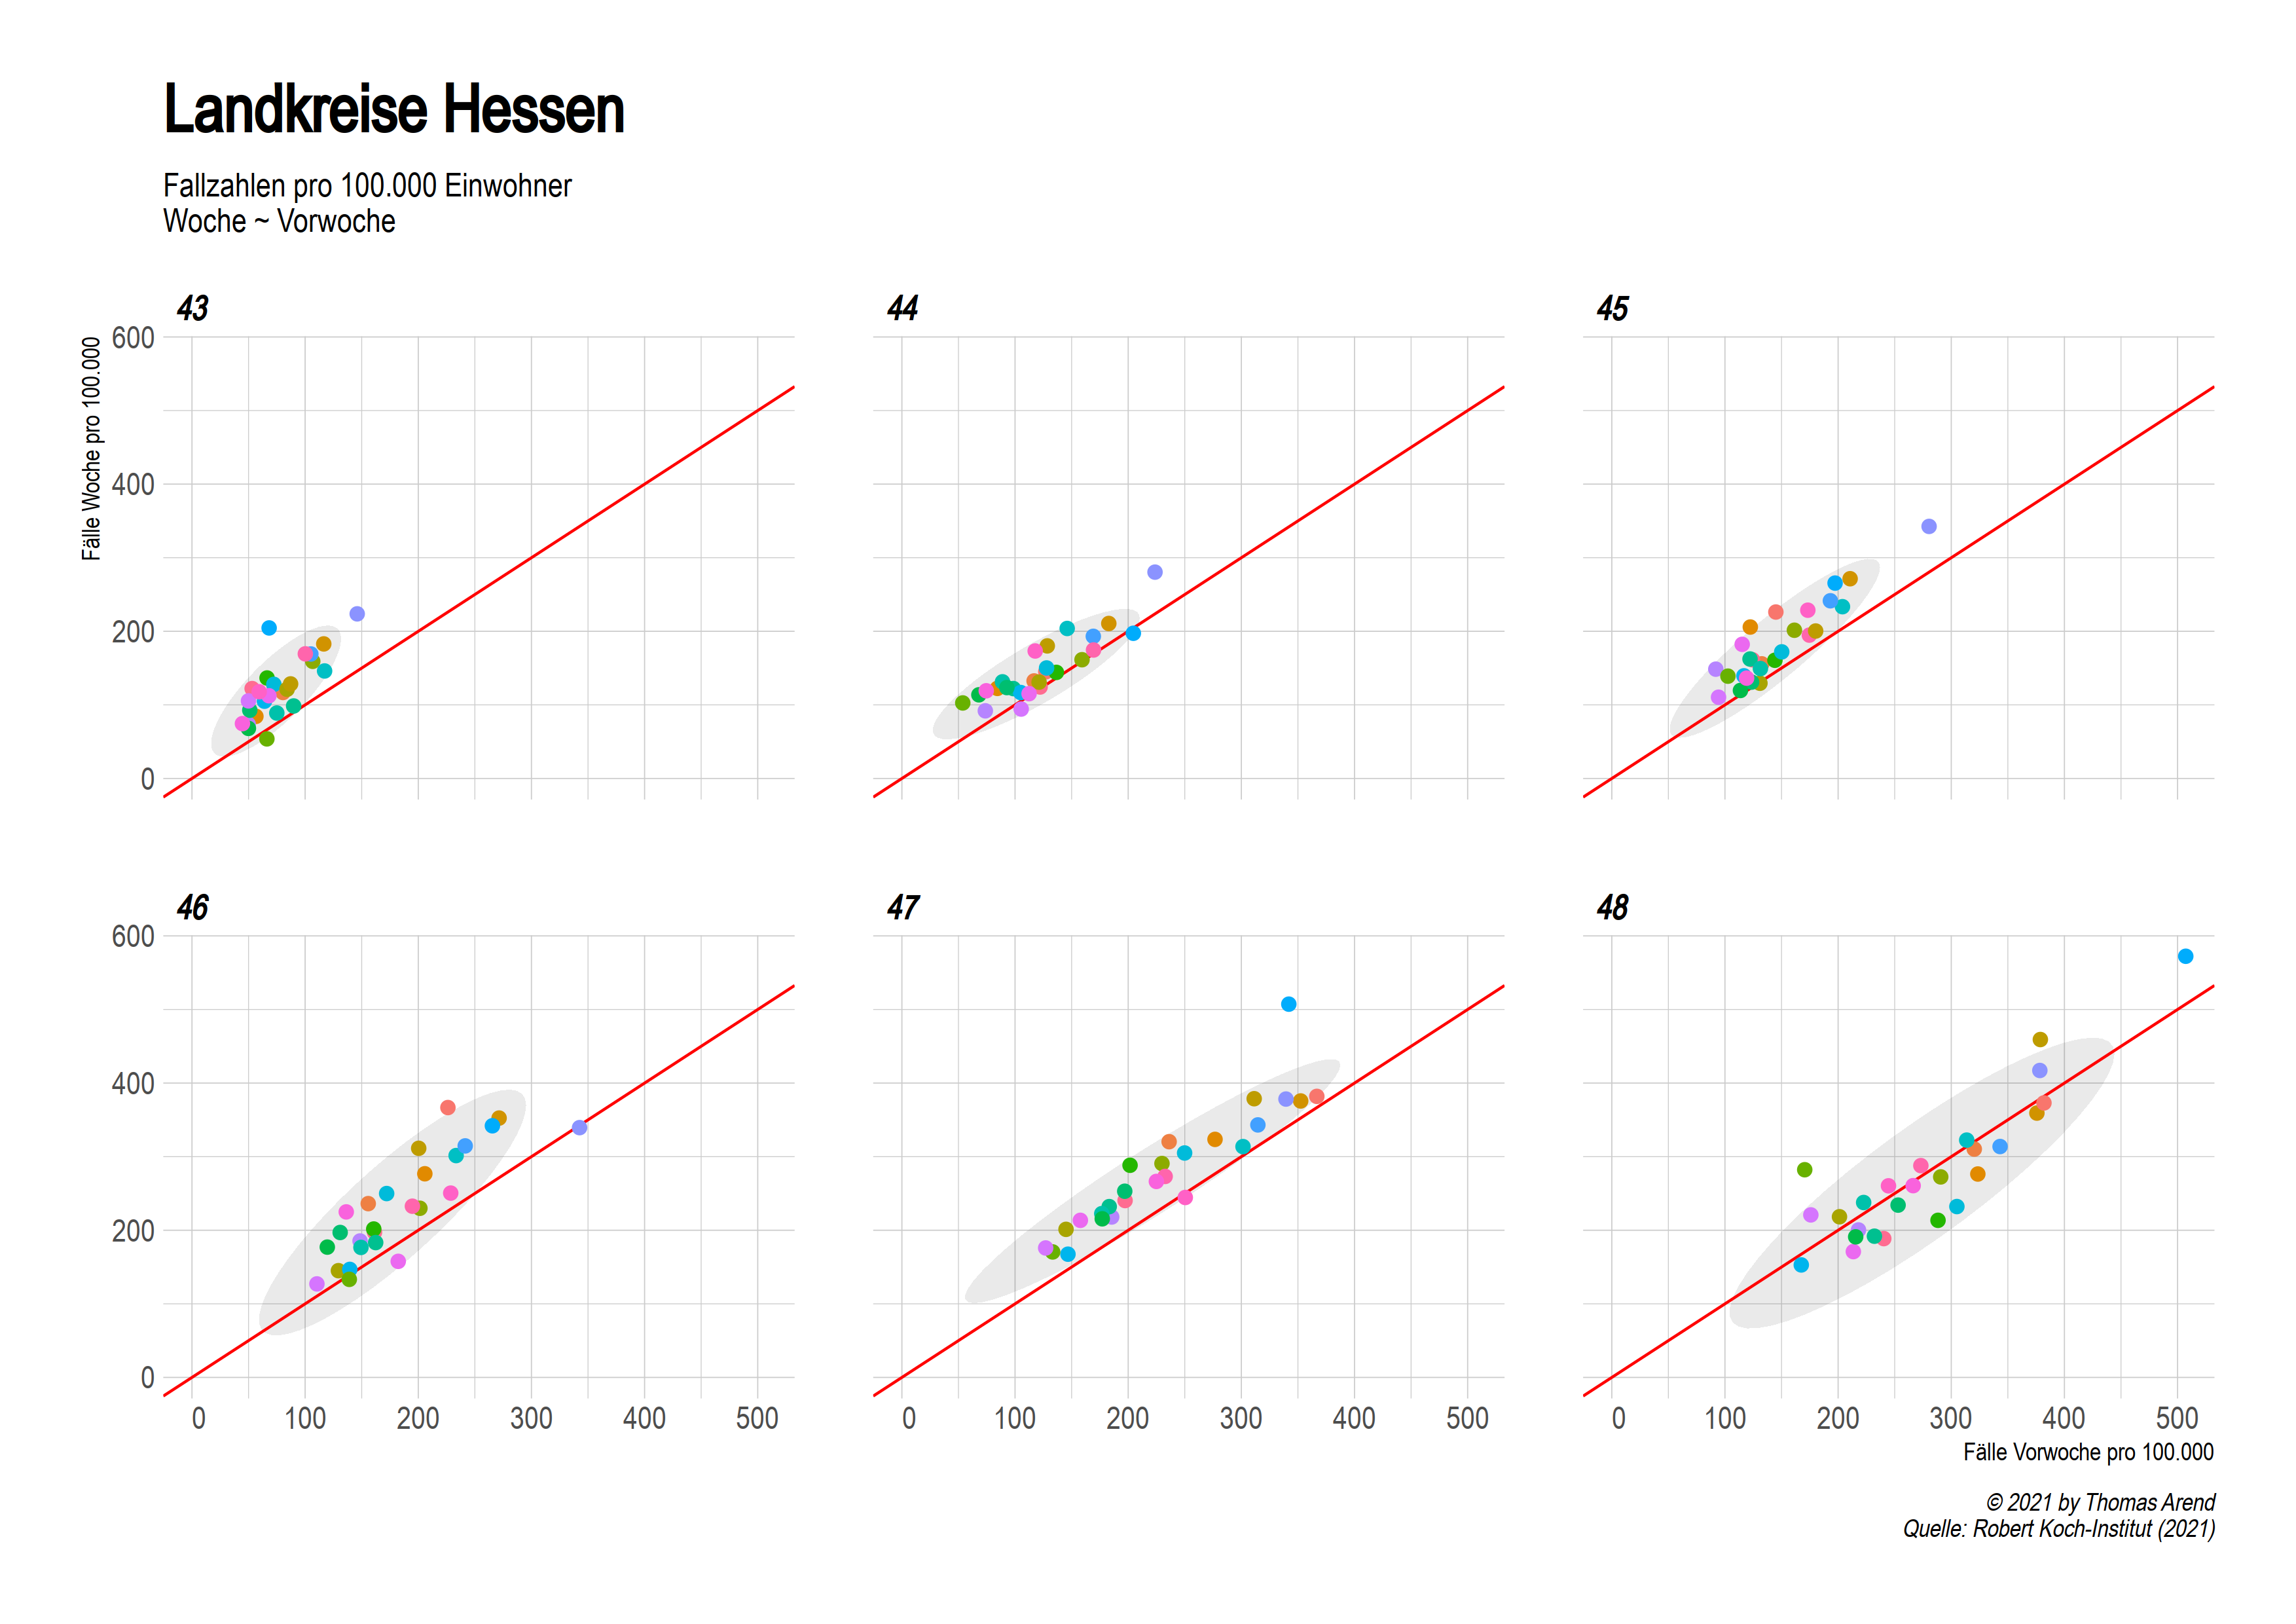 Landkreise Hessen
Fallzahlen pro 100.000 Einwohner
Woche ~ Vorwoche
43
44
45
Fälle Woche pro 100.000
600
400
200
0
46
47
48
600
400
200
0
0 100 200 300 400 500
0 100 200 300 400 500
0 100 200 300 400 500
Fälle Vorwoche pro 100.000
© 2021 by Thomas Arend
Quelle: Robert Koch-Institut (2021)